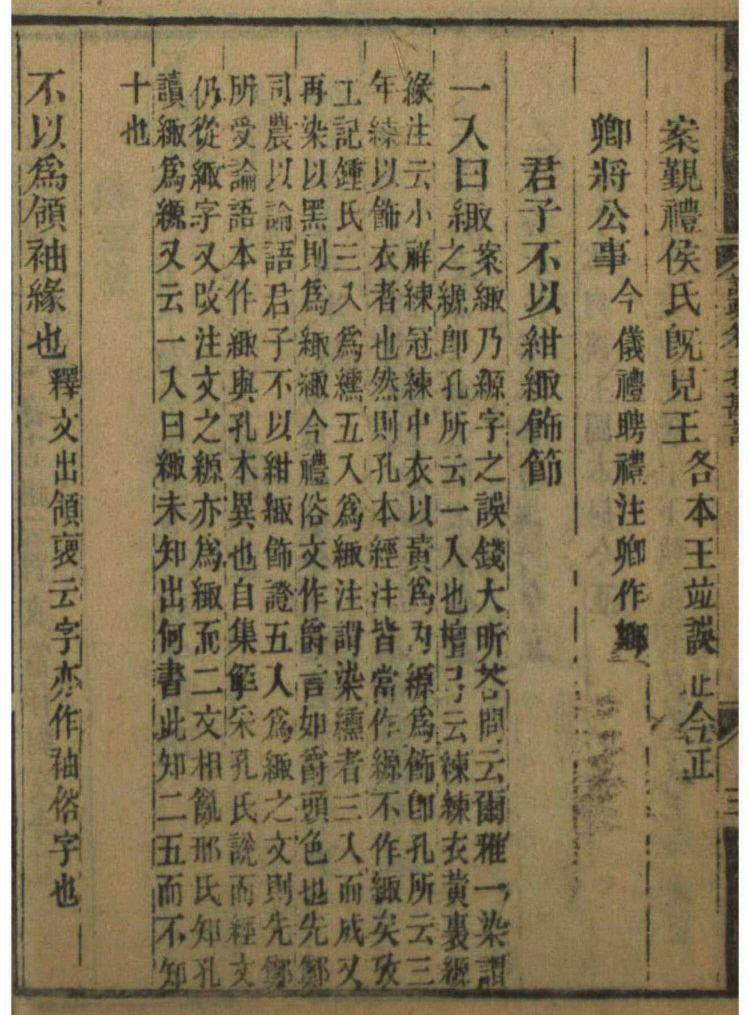 案覲禮侯氏既見王各本王竝誤止今正
卿將公事今儀禮聘禮注卿作鄉
君子不以紺緅飾節
一入曰緅案緅乃縓字之誤錢大昕答問云爾雅一染謂
之縓卽孔所云一入也檀弓云練練衣黃裏縓
緣注云小祥練冠練中衣以黃爲內縓爲飾卽孔所云三
年練以飾衣者也然則孔本經注皆當作縓不作緅矣攷
工記鍾氏三入爲纁五入爲緅注謂染纁者三入而成又
再染以黑則爲緅緅今禮俗文作爵言如爵頭色也先鄭
司農以論語君子不以紺緅飾證五入爲緅之文則先鄭
所受論語本作緅與孔本異也自集解采孔氏說而經文
仍從緅字又改注文之縓亦爲緅而二文相亂邢氏知孔
讀緅爲縓又云一入曰緅未知出何書此知二五而不知
十也
不以爲領袖緣也釋文出領褎云字亦作袖俗字也